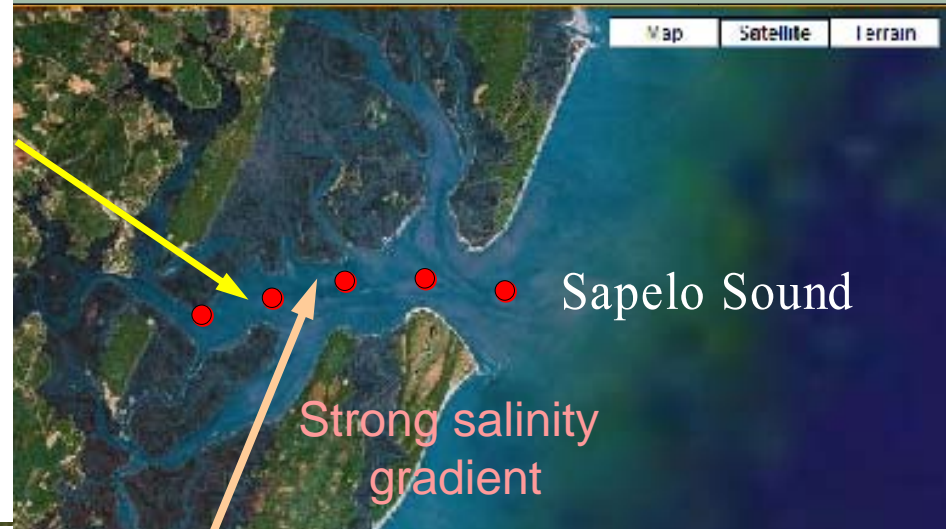 Map Satellite Terrain
Sapelo Sound
Strong salinity
gradient